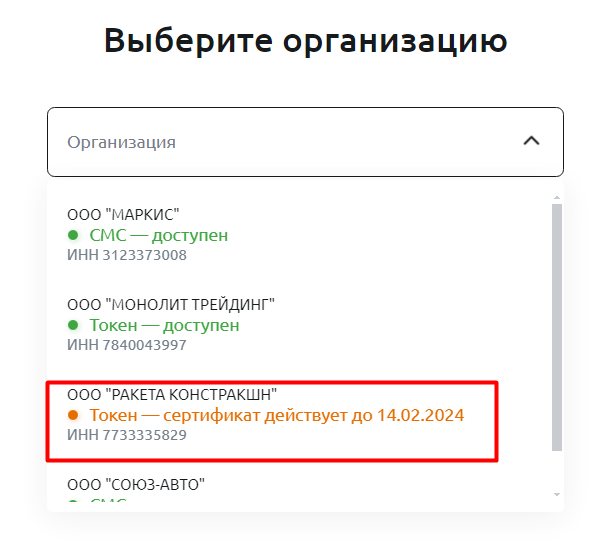 Выберите организацию
Организация
ООО "МАРКИС"
СМС — доступен
ИНН 3123373008
ООО "МОНОЛИТ ТРЕЙДИНГ"
Токен — доступен
ИНН 7840043997
ООО "РАКЕТА КОНСТРАКШН"
Токен — сертификат действует до 14.02.2024
ИНН 7733335829
ООО "СОЮЗ-АВТО"